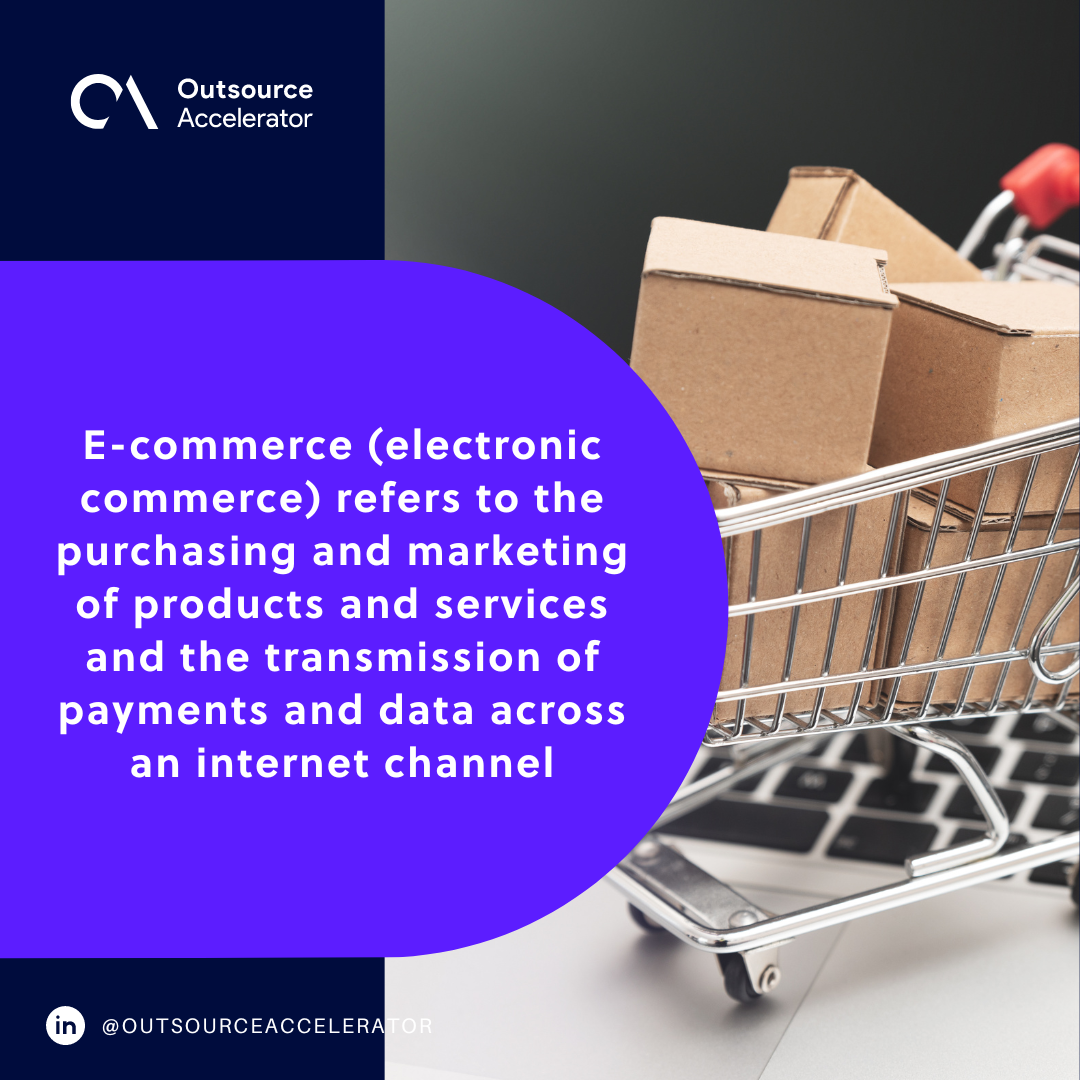 Outsource
Accelerator
E-commerce (electronic
commerce) refers to the
purchasing and marketing
of products and services
and the transmission of
payments and data across
an internet channel
in @OUTSOURCEACCELERATOR